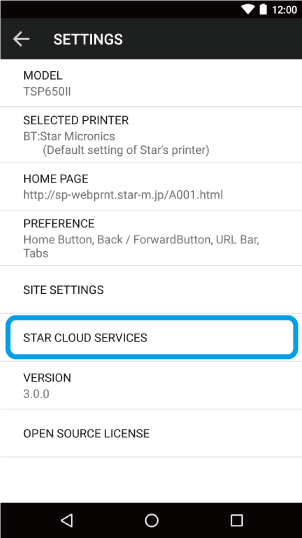 12:00
SETTINGS
MODEL
TSP650II
SELECTED PRINTER
BT:Star Micronics
(Default setting of Star's printer)
HOME PAGE
http://sp-webprnt.star-m.jp/A001.html
PREFERENCE
Home Button, Back / ForwardButton, URL Bar,
Tabs
SITE SETTINGS
STAR CLOUD SERVICES
VERSION
3.0.0
OPEN SOURCE LICENSE